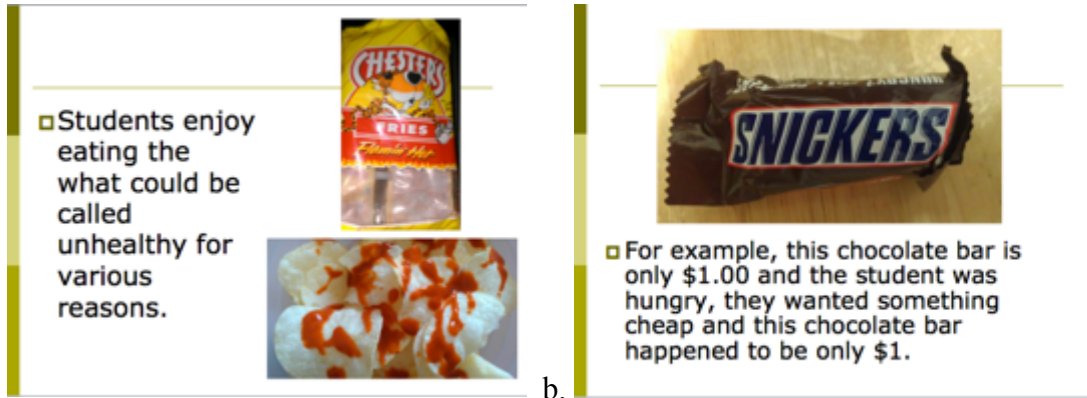 CHESTERS
FRIES
Flamin' Hot
Students enjoy
eating the
what could be
called
unhealthy for
various
reasons.
b.
SNICKERS
For example, this chocolate bar is
only $1.00 and the student was
hungry, they wanted something
cheap and this chocolate bar
happened to be only $1.